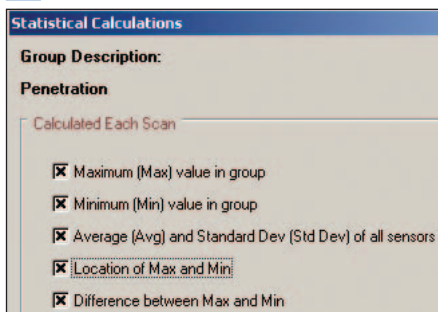 Statistical Calculations
Group Description:
Penetration
Calculated Each Scan
Maximum (Max) value in group
Minimum (Min) value in group
Average (Avg) and Standard Dev (Std Dev) of all sensors
Location of Max and Min
Difference between Max and Min